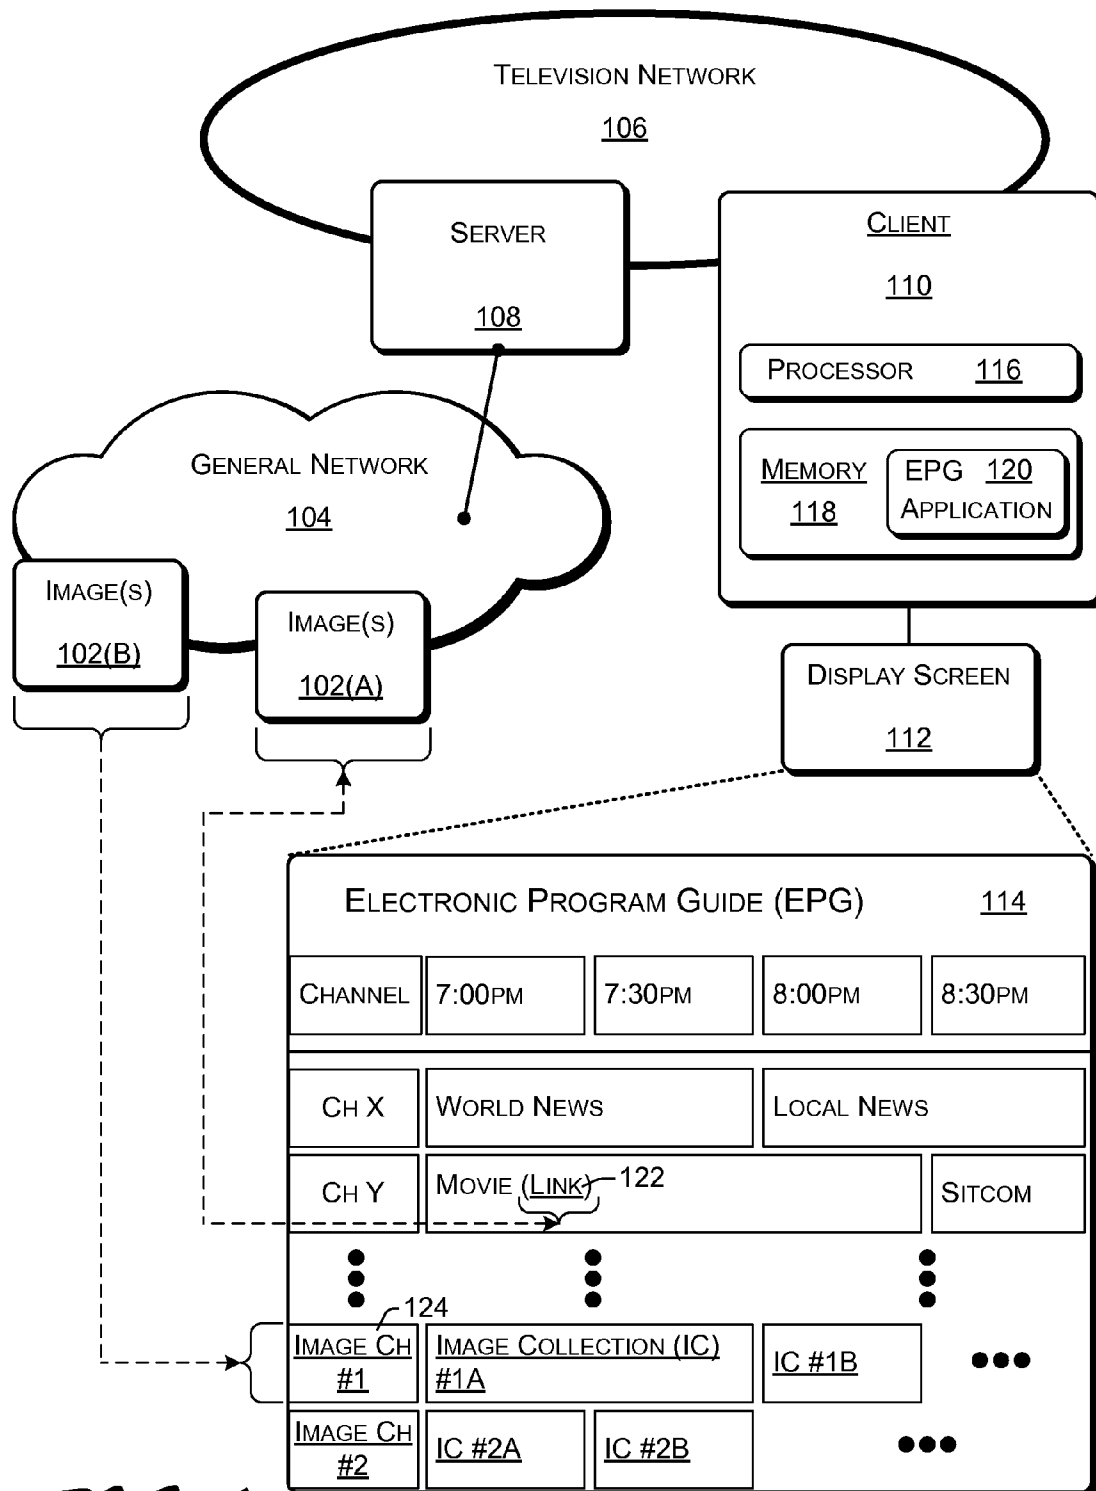 TELEVISION NETWORK
106
SERVER
108
CLIENT
110
PROCESSOR 116
MEMORY
118
EPG 120
APPLICATION
GENERAL NETWORK
104
IMAGE(S)
102(B)
IMAGE(S)
102(A)
DISPLAY SCREEN
112
ELECTRONIC PROGRAM GUIDE (EPG) 114
CHANNEL 7:00PM 7:30PM 8:00PM 8:30PM
CH X WORLD NEWS LOCAL NEWS
CH Y MOVIE (LINK) 122 SITCOM
124
IMAGE CH
#1
IMAGE COLLECTION (IC)
#1A
IC #1B
IMAGE CH
#2
IC #2A IC #2B